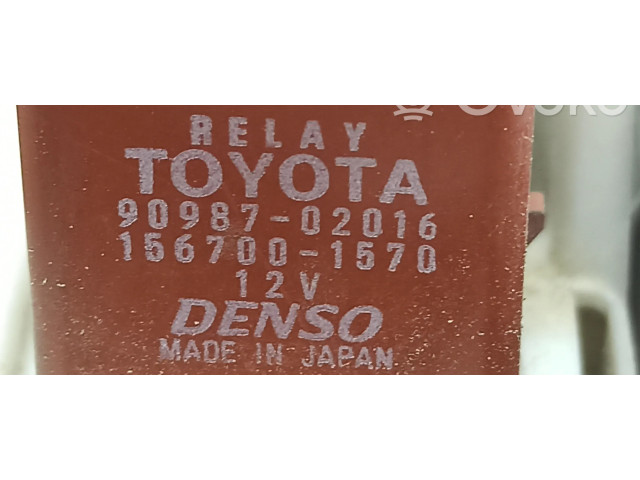 RELAY
TOYOTA
90987-02016
156700-1570
12V
DENSO
MADE IN JAPAN